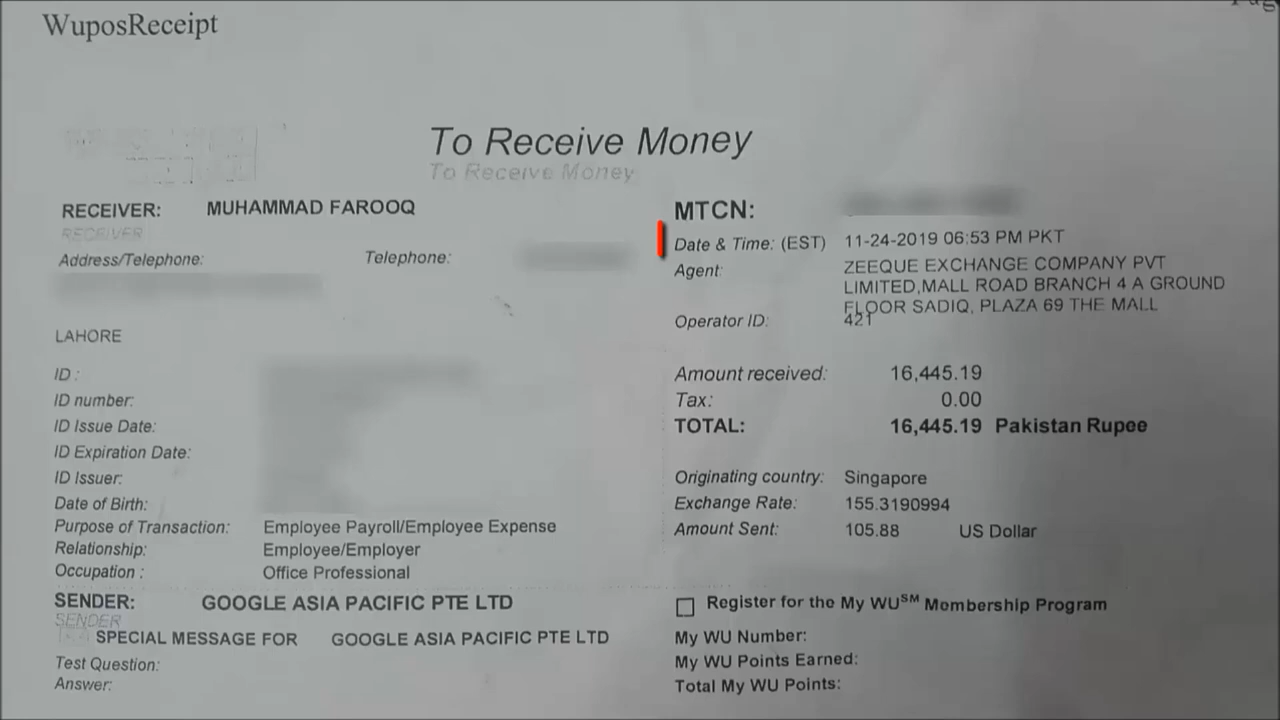 WuposReceipt
To Receive Money
To Receive Money
RECEIVER: MUHAMMAD FAROOQ
RECEIVER
Address/Telephone: Telephone:
LAHORE
ID :
ID number:
ID Issue Date:
ID Expiration Date:
ID Issuer:
Date of Birth:
Purpose of Transaction: Employee Payroll/Employee Expense
Relationship: Employee/Employer
Occupation : Office Professional
SENDER: GOOGLE ASIA PACIFIC PTE LTD
SENDER
SPECIAL MESSAGE FOR GOOGLE ASIA PACIFIC PTE LTD
Test Question:
Answer:
MTCN:
Date & Time: (EST) 11-24-2019 06:53 PM PKT
Agent: ZEEQUE EXCHANGE COMPANY PVT
LIMITED,MALL ROAD BRANCH 4 A GROUND
FLOOR SADIQ, PLAZA 69 THE MALL
Operator ID: 421
Amount received: 16,445.19
Tax: 0.00
TOTAL: 16,445.19 Pakistan Rupee
Originating country: Singapore
Exchange Rate: 155.3190994
Amount Sent: 105.88 US Dollar
Register for the My WU℠ Membership Program
My WU Number:
My WU Points Earned:
Total My WU Points: